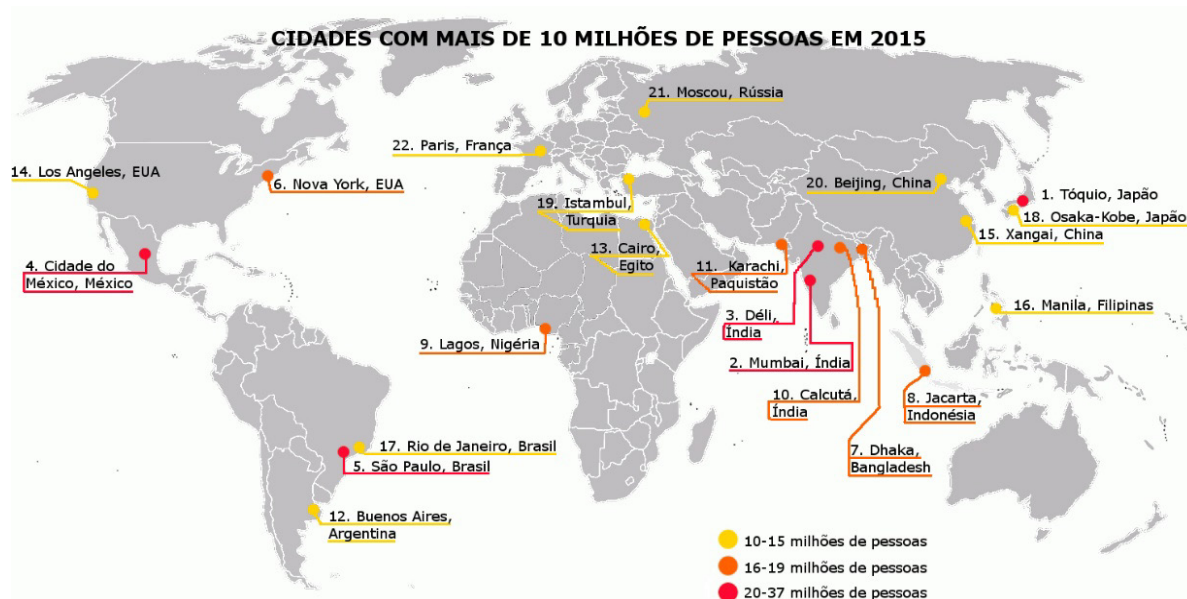 CIDADES COM MAIS DE 10 MILHÕES DE PESSOAS EM 2015
21. Moscou, Rússia
22. Paris, França
14. Los Angeles, EUA
6. Nova York, EUA
20. Beijing, China
1. Tóquio, Japão
19. Istambul,
Turquia
18. Osaka-Kobe, Japão
15. Xangai, China
13. Cairo,
Egito
4. Cidade do
México, México
11. Karachi,
Paquistão
16. Manila, Filipinas
3. Déli,
Índia
9. Lagos, Nigéria
2. Mumbai, Índia
10. Calcutá,
Índia
8. Jacarta,
Indonésia
17. Rio de Janeiro, Brasil
5. São Paulo, Brasil
7. Dhaka,
Bangladesh
12. Buenos Aires,
Argentina
10-15 milhões de pessoas
16-19 milhões de pessoas
20-37 milhões de pessoas